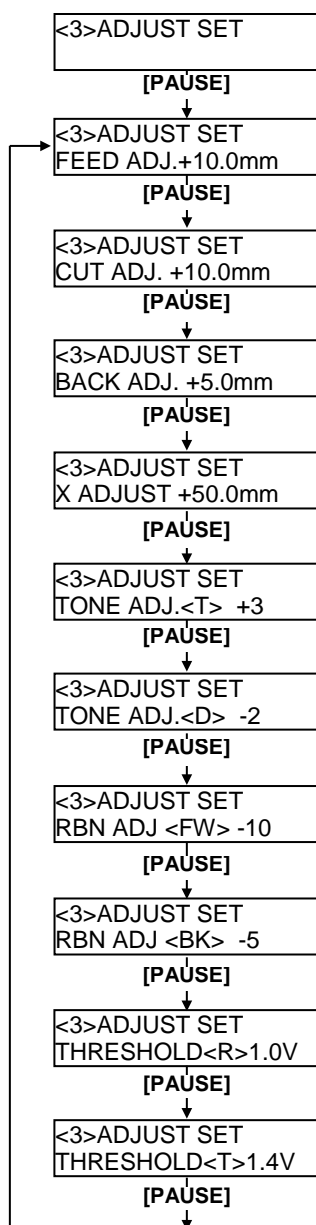 <3>ADJUST SET
[PAUSE]
<3>ADJUST SET
FEED ADJ.+10.0mm
[PAUSE]
<3>ADJUST SET
CUT ADJ. +10.0mm
[PAUSE]
<3>ADJUST SET
BACK ADJ. +5.0mm
[PAUSE]
<3>ADJUST SET
X ADJUST +50.0mm
[PAUSE]
<3>ADJUST SET
TONE ADJ.<T> +3
[PAUSE]
<3>ADJUST SET
TONE ADJ.<D> -2
[PAUSE]
<3>ADJUST SET
RBN ADJ <FW> -10
[PAUSE]
<3>ADJUST SET
RBN ADJ <BK> -5
[PAUSE]
<3>ADJUST SET
THRESHOLD<R>1.0V
[PAUSE]
<3>ADJUST SET
THRESHOLD<T>1.4V
[PAUSE]